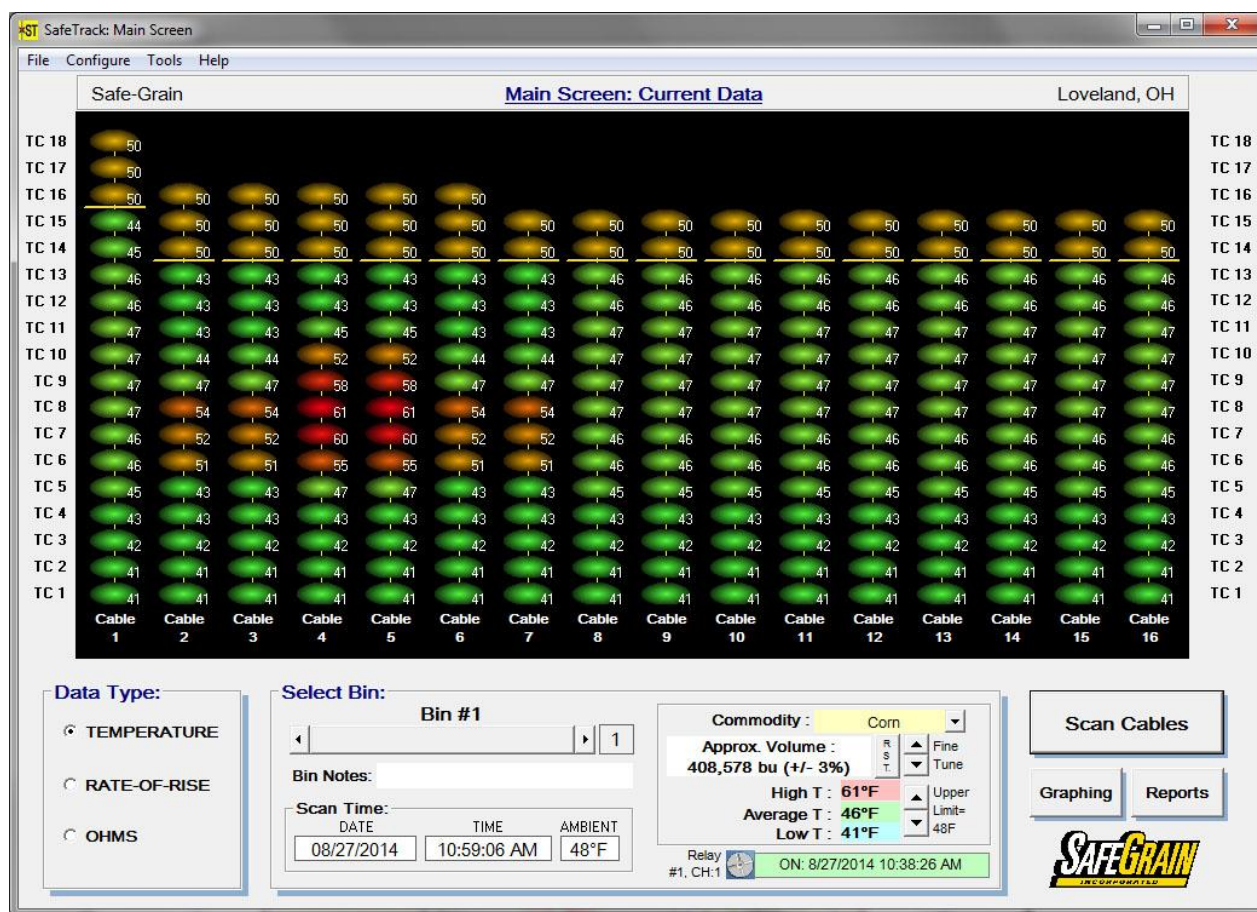 SafeTrack: Main Screen
File Configure Tools Help
Safe-Grain Main Screen: Current Data Loveland, OH
TC 18 50 TC 18
TC 17 50 TC 17
TC 16 50 50 50 50 50 50 TC 16
TC 15 44 50 50 50 50 50 50 50 50 50 50 50 50 50 50 50 TC 15
TC 14 45 50 50 50 50 50 50 50 50 50 50 50 50 50 50 50 TC 14
TC 13 46 43 43 43 43 43 43 46 46 46 46 46 46 46 46 46 TC 13
TC 12 46 43 43 43 43 43 43 46 46 46 46 46 46 46 46 46 TC 12
TC 11 47 43 43 45 45 43 43 46 47 47 47 47 47 47 47 47 TC 11
TC 10 47 44 44 52 52 44 44 47 47 47 47 47 47 47 47 47 TC 10
TC 9 47 47 47 58 58 47 47 47 47 47 47 47 47 47 47 47 TC 9
TC 8 47 54 54 61 61 54 54 47 47 47 47 47 47 47 47 47 TC 8
TC 7 46 52 52 60 60 52 52 46 46 46 46 46 46 46 46 46 TC 7
TC 6 46 51 51 55 55 51 51 46 46 46 46 46 46 46 46 46 TC 6
TC 5 45 43 43 47 47 43 43 45 45 45 45 45 45 45 45 45 TC 5
TC 4 43 43 43 43 43 43 43 43 43 43 43 43 43 43 43 43 TC 4
TC 3 42 42 42 42 42 42 42 42 42 42 42 42 42 42 42 42 TC 3
TC 2 41 41 41 41 41 41 41 41 41 41 41 41 41 41 41 41 TC 2
TC 1 41 41 41 41 41 41 41 41 41 41 41 41 41 41 41 41 TC 1
Cable Cable Cable Cable Cable Cable Cable Cable Cable Cable Cable Cable Cable Cable Cable Cable
1 2 3 4 5 6 7 8 9 10 11 12 13 14 15 16
Data Type:
TEMPERATURE
RATE-OF-RISE
OHMS
Select Bin:
Bin #1
1
Bin Notes:
Scan Time:
DATE TIME AMBIENT
08/27/2014 10:59:06 AM 48°F
Commodity : Corn
Approx. Volume :
408,578 bu (+/- 3%)
R
S
T.
Fine
Tune
High T : 61°F
Average T : 46°F
Low T : 41°F
Upper
Limit=
48F
Relay
#1, CH:1
ON: 8/27/2014 10:38:26 AM
Scan Cables
Graphing Reports
SAFEGRAIN
INCORPORATED